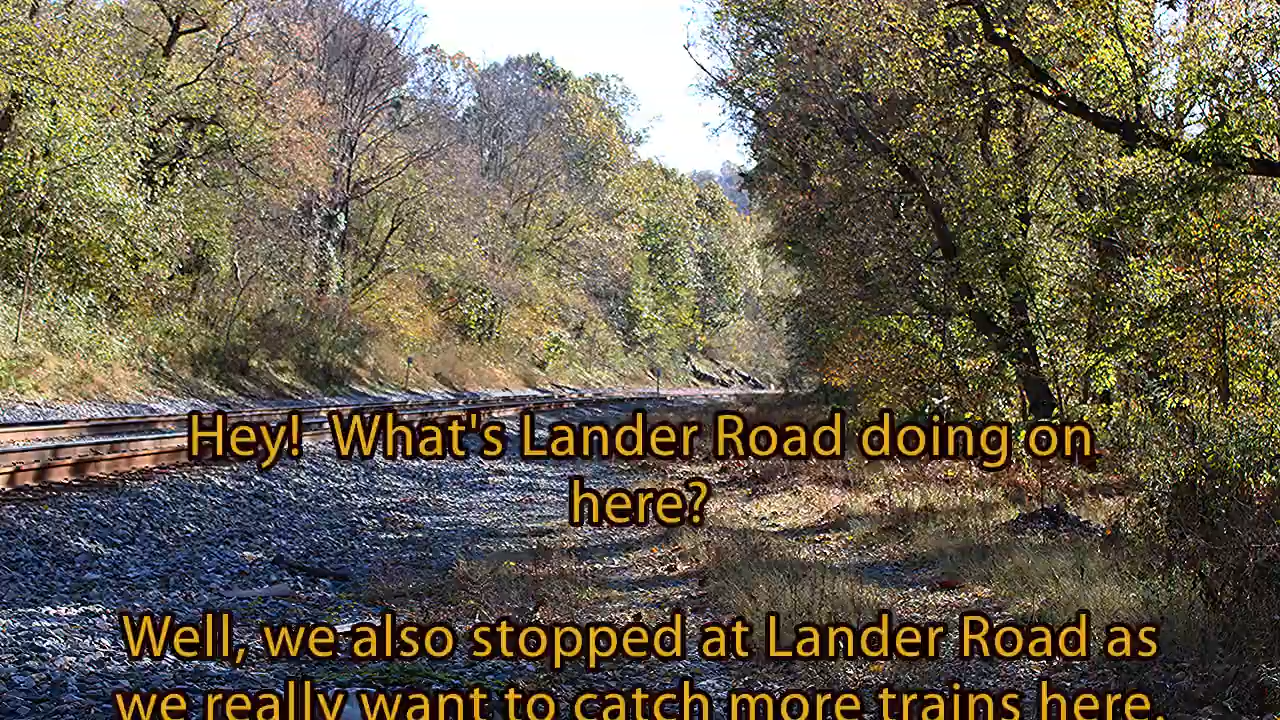 Hey!  What's Lander Road doing on
here?
Well, we also stopped at Lander Road as
we really want to catch more trains here